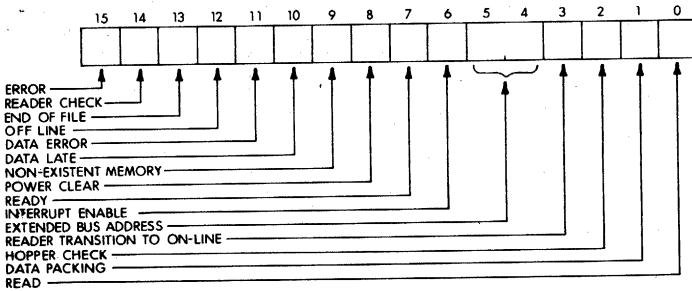 15 14 13 12 11 10 9 8 7 6 5 4 3 2 1 0
ERROR
READER CHECK
END OF FILE
OFF LINE
DATA ERROR
DATA LATE
NON-EXISTENT MEMORY
POWER CLEAR
READY
INTERRUPT ENABLE
EXTENDED BUS ADDRESS
READER TRANSITION TO ON-LINE
HOPPER CHECK
DATA PACKING
READ